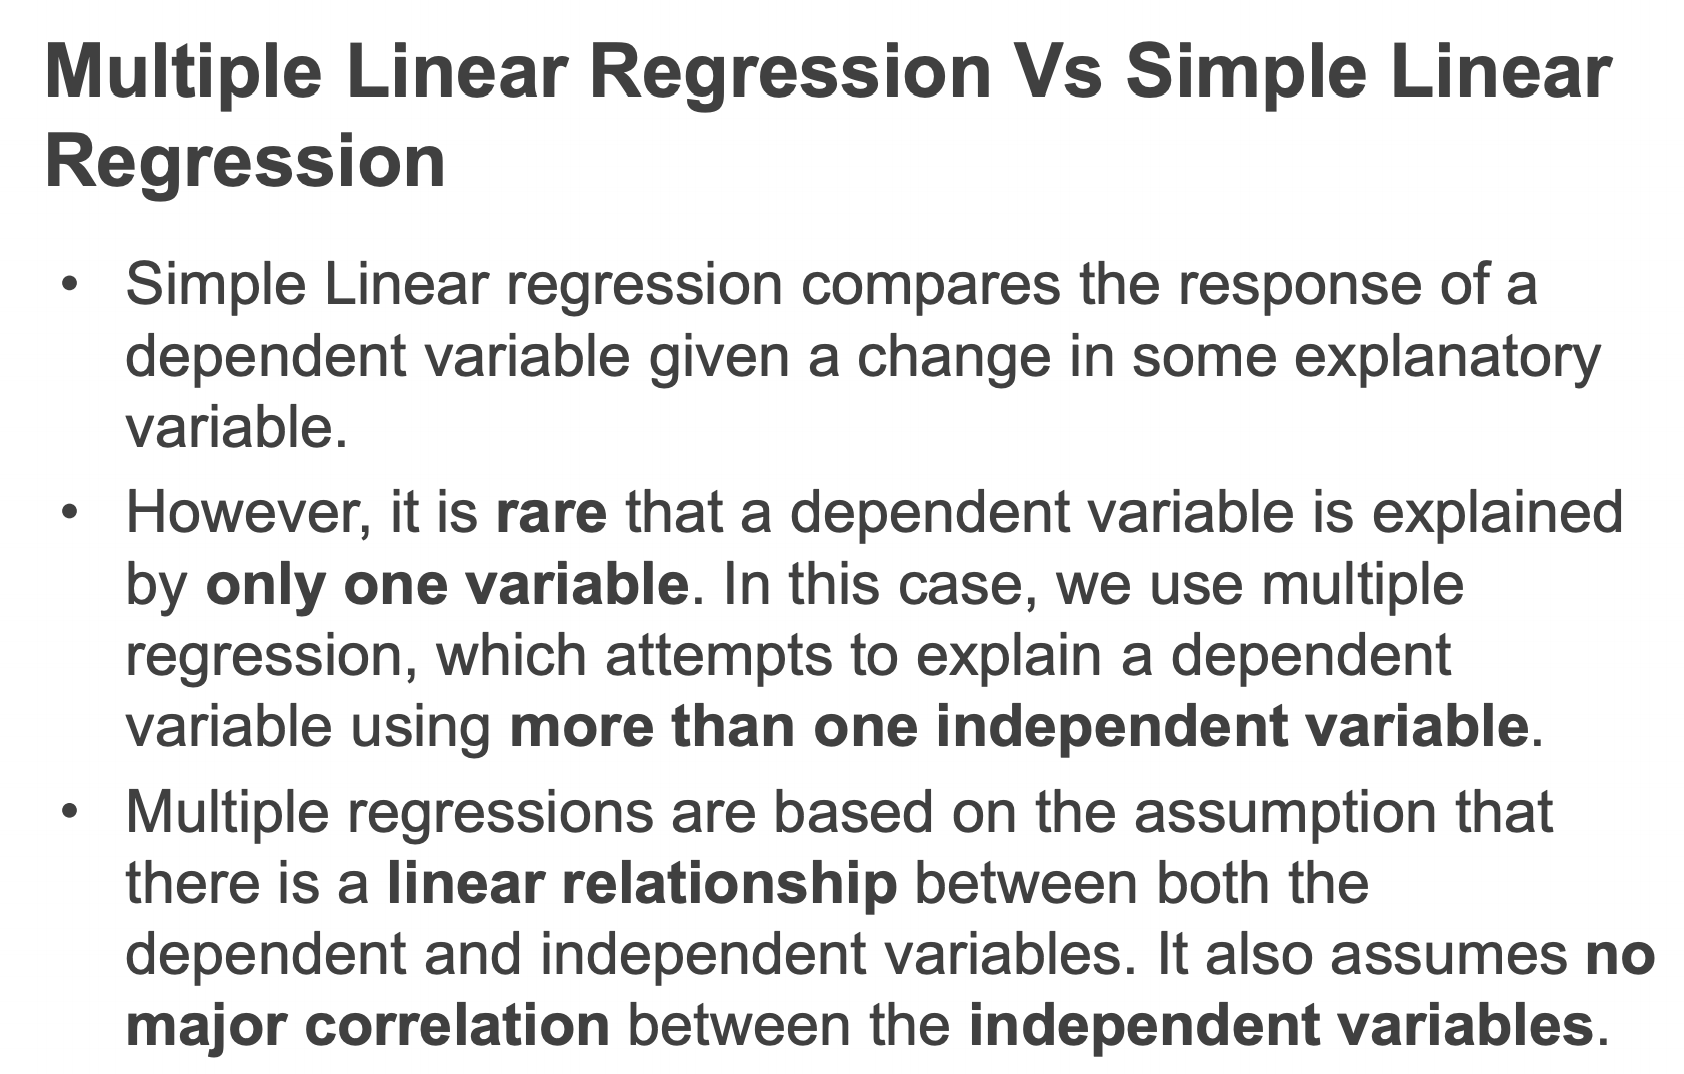 Multiple Linear Regression Vs Simple Linear
Regression
• Simple Linear regression compares the response of a
dependent variable given a change in some explanatory
variable.
• However, it is rare that a dependent variable is explained
by only one variable. In this case, we use multiple
regression, which attempts to explain a dependent
variable using more than one independent variable.
• Multiple regressions are based on the assumption that
there is a linear relationship between both the
dependent and independent variables. It also assumes no
major correlation between the independent variables.